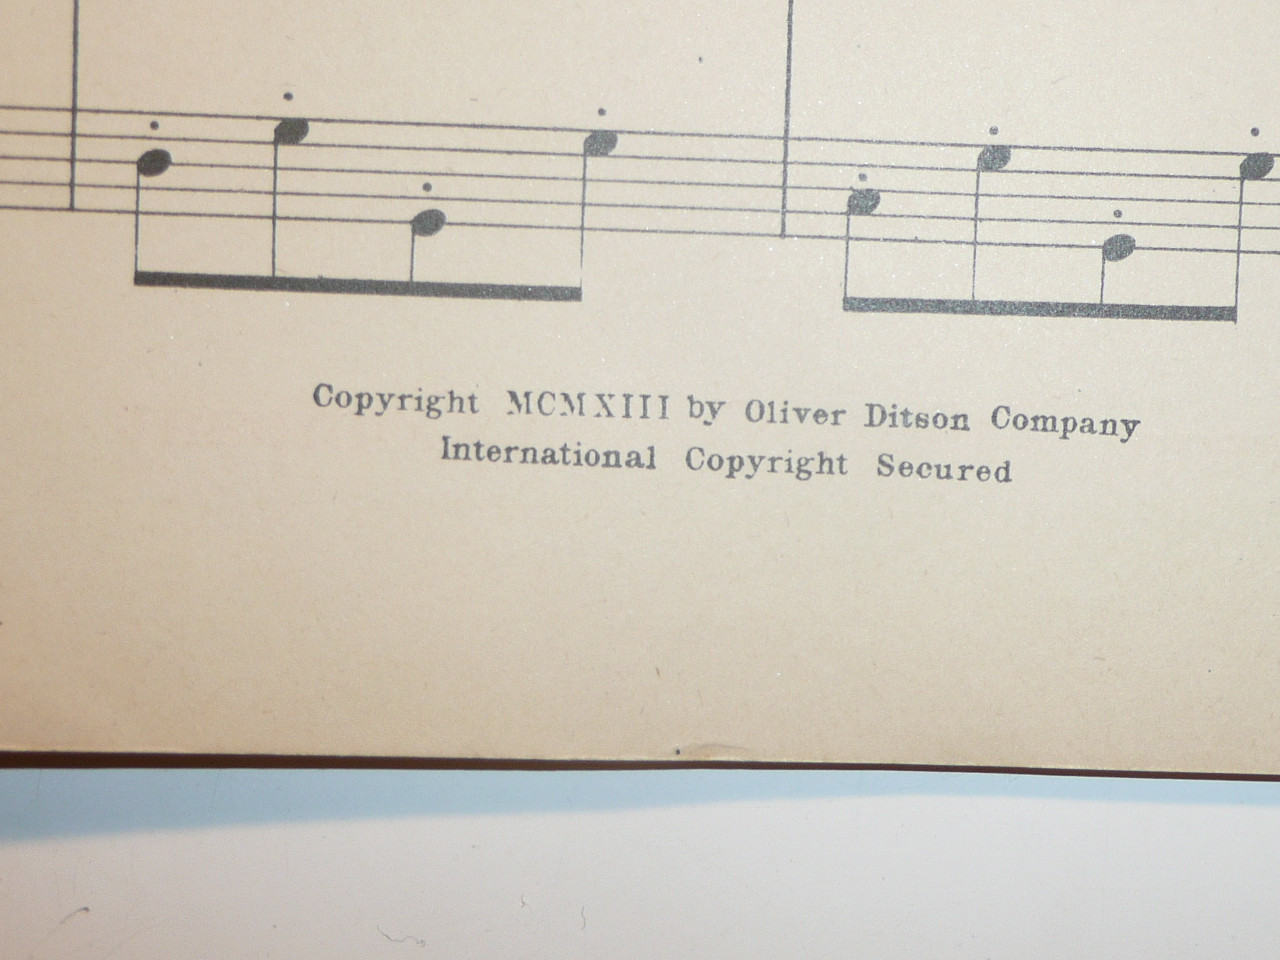 Copyright MCMXIII by Oliver Ditson Company
International Copyright Secured